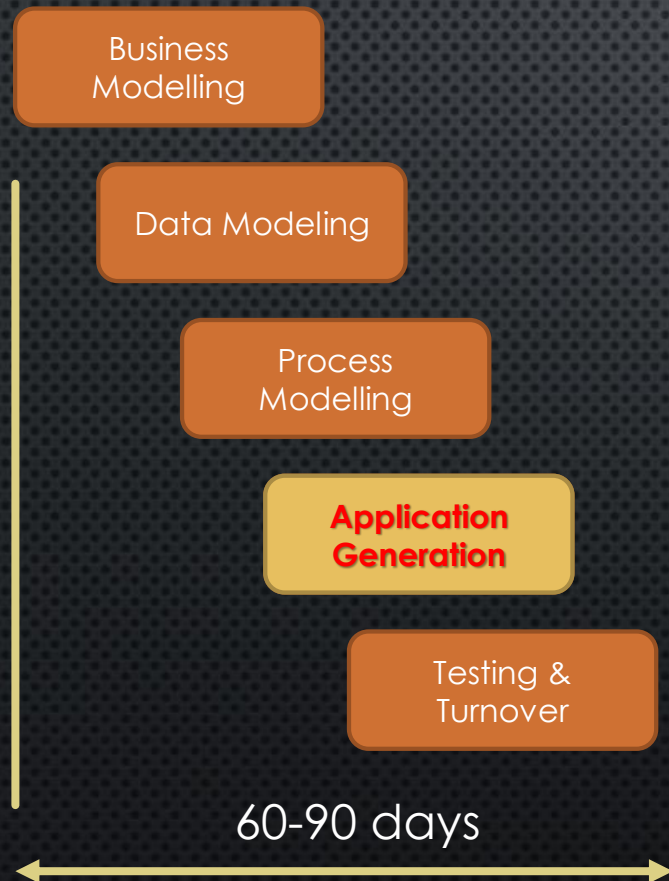 Business
Modelling
Data Modeling
Process
Modelling
Application
Generation
Testing &
Turnover
60-90 days